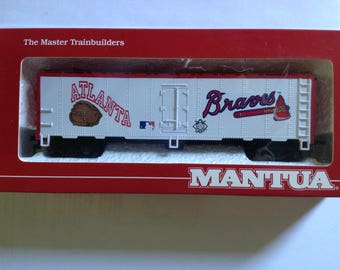 The Master Trainbuilders
ATLANTA
Braves
MANTUA